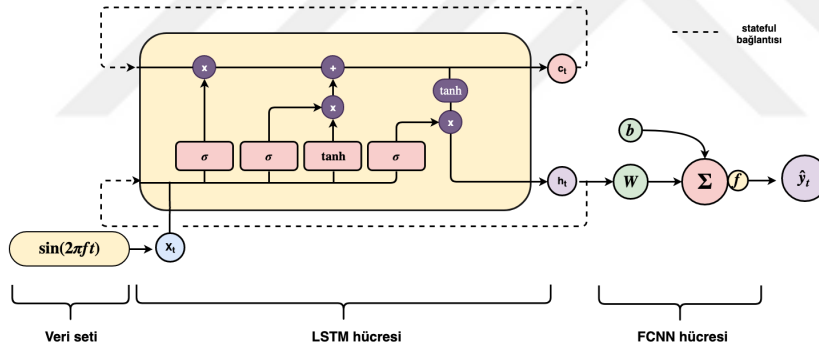 stateful
bağlantısı
x
+
c_t
tanh
x
x
b
σ
σ
tanh
σ
h_t
W
Σ
f
ŷ_t
sin(2πft)
X_t
Veri seti
LSTM hücresi
FCNN hücresi